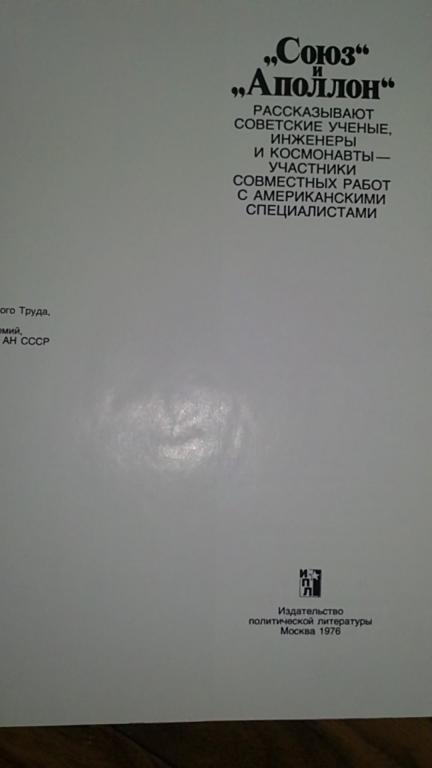 „Союз“
и
„Аполлон“
РАССКАЗЫВАЮТ
СОВЕТСКИЕ УЧЕНЫЕ,
ИНЖЕНЕРЫ
И КОСМОНАВТЫ —
УЧАСТНИКИ
СОВМЕСТНЫХ РАБОТ
С АМЕРИКАНСКИМИ
СПЕЦИАЛИСТАМИ
ого Труда,
емий,
АН СССР
ИПЛ
Издательство
политической литературы
Москва 1976